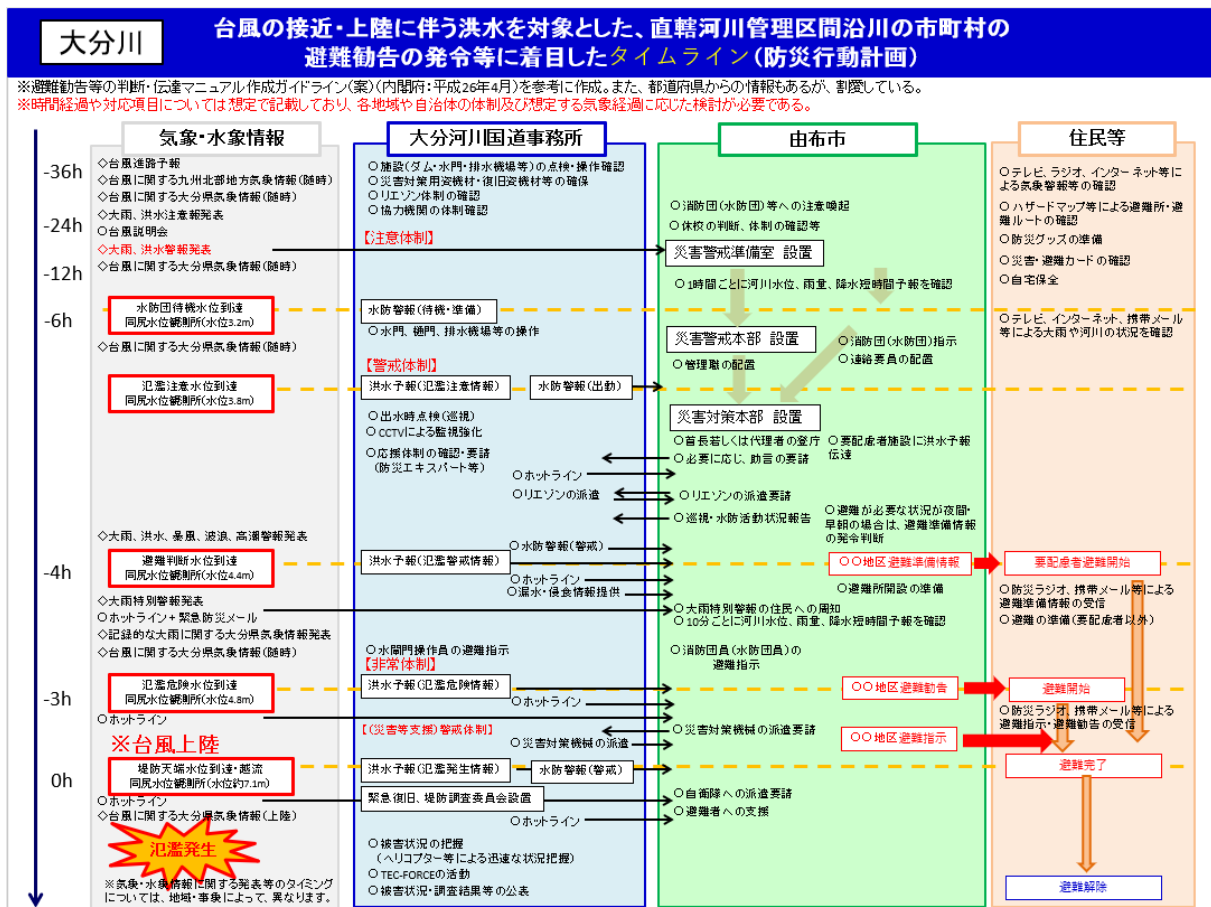 大分川
台風の接近・上陸に伴う洪水を対象とした、直轄河川管理区間沿川の市町村の
避難勧告の発令等に着目したタイムライン(防災行動計画)
※避難勧告等の判断・伝達マニュアル作成ガイドライン(案)(内閣府:平成26年4月)を参考に作成。また、都道府県からの情報もあるが、割愛している。
※時間経過や対応項目については想定で記載しており、各地域や自治体の体制及び想定する気象経過に応じた検討が必要である。
-36h
-24h
-12h
-6h
-4h
-3h
0h
気象・水象情報
◇台風進路予報
◇台風に関する九州北部地方気象情報(随時)
◇台風に関する大分県気象情報(随時)
◇大雨、洪水注意報発表
○台風説明会
◇大雨、洪水警報発表
◇台風に関する大分県気象情報(随時)
水防団待機水位到達
同尻水位観測所(水位3.2m)
◇台風に関する大分県気象情報(随時)
氾濫注意水位到達
同尻水位観測所(水位3.8m)
◇大雨、洪水、暴風、波浪、高潮警報発表
避難判断水位到達
同尻水位観測所(水位4.4m)
◇大雨特別警報発表
○ホットライン+緊急防災メール
◇記録的な大雨に関する大分県気象情報発表
◇台風に関する大分県気象情報(随時)
氾濫危険水位到達
同尻水位観測所(水位4.8m)
○ホットライン
※台風上陸
堤防天端水位到達・越流
同尻水位観測所(水位約7.1m)
○ホットライン
◇台風に関する大分県気象情報(上陸)
氾濫発生
※気象・水象情報に関する発表等のタイミング
については、地域・事象によって、異なります。
大分河川国道事務所
○施設(ダム・水門・排水機場等)の点検・操作確認
○災害対策用資機材・復旧資機材等の確保
○リエゾン体制の確認
○協力機関の体制確認
【注意体制】
水防警報(待機・準備)
○水門、樋門、排水機場等の操作
【警戒体制】
洪水予報(氾濫注意情報)
水防警報(出動)
○出水時点検(巡視)
○CCTVによる監視強化
○応援体制の確認・要請
(防災エキスパート等)
○ホットライン
○リエゾンの派遣
○水防警報(警戒)
洪水予報(氾濫警戒情報)
○ホットライン
○漏水・侵食情報提供
○水閘門操作員の避難指示
【非常体制】
洪水予報(氾濫危険情報)
○ホットライン
【(災害等支援)警戒体制】
○災害対策機械の派遣
洪水予報(氾濫発生情報)
水防警報(警戒)
緊急復旧、堤防調査委員会設置
○ホットライン
○被害状況の把握
(ヘリコプター等による迅速な状況把握)
○TEC-FORCEの活動
○被害状況・調査結果等の公表
由布市
○消防団(水防団)等への注意喚起
○休校の判断、体制の確認等
災害警戒準備室 設置
○1時間ごとに河川水位、雨量、降水短時間予報を確認
災害警戒本部 設置
○管理職の配置
○消防団(水防団)指示
○連絡要員の配置
災害対策本部 設置
○首長若しくは代理者の登庁
○必要に応じ、助言の要請
○要配慮者施設に洪水予報
伝達
○リエゾンの派遣要請
○巡視・水防活動状況報告
○避難が必要な状況が夜間・
早朝の場合は、避難準備情報
の発令判断
○○地区避難準備情報
○避難所開設の準備
○大雨特別警報の住民への周知
○10分ごとに河川水位、雨量、降水短時間予報を確認
○消防団員(水防団員)の
避難指示
○○地区避難勧告
○災害対策機械の派遣要請
○○地区避難指示
○自衛隊への派遣要請
○避難者への支援
住民等
○テレビ、ラジオ、インターネット等に
よる気象警報等の確認
○ハザードマップ等による避難所・避
難ルートの確認
○防災グッズの準備
○災害・避難カードの確認
○自宅保全
○テレビ、インターネット、携帯メール
等による大雨や河川の状況を確認
要配慮者避難開始
○防災ラジオ、携帯メール等による
避難準備情報の受信
○避難の準備(要配慮者以外)
避難開始
○防災ラジオ、携帯メール等による
避難指示・避難勧告の受信
避難完了
避難解除